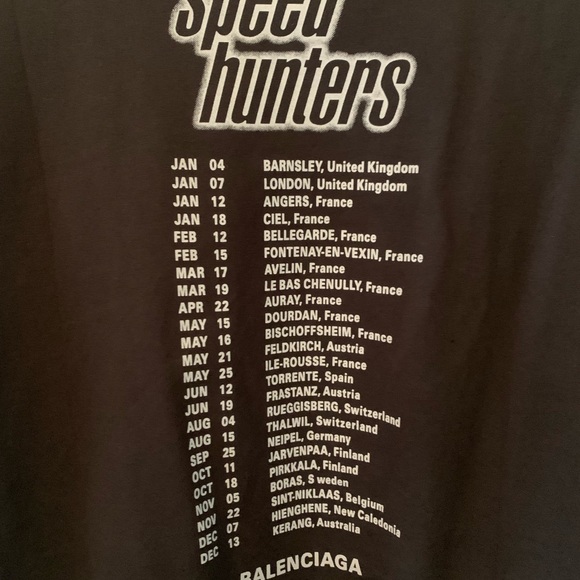 speed
hunters
JAN 04 BARNSLEY, United Kingdom
JAN 07 LONDON, United Kingdom
JAN 12 ANGERS, France
JAN 18 CIEL, France
FEB 12 BELLEGARDE, France
FEB 15 FONTENAY-EN-VEXIN, France
MAR 17 AVELIN, France
MAR 19 LE BAS CHENULLY, France
APR 22 AURAY, France
MAY 15 DOURDAN, France
MAY 16 BISCHOFFSHEIM, France
MAY 21 FELDKIRCH, Austria
MAY 25 ILE-ROUSSE, France
JUN 12 TORRENTE, Spain
JUN 19 FRASTANZ, Austria
AUG 04 RUEGGISBERG, Switzerland
AUG 15 THALWIL, Switzerland
SEP 25 NEIPEL, Germany
OCT 11 JARVENPAA, Finland
OCT 18 PIRKKALA, Finland
NOV 05 BORAS, S weden
NOV 22 SINT-NIKLAAS, Belgium
DEC 07 HIENGHENE, New Caledonia
DEC 13 KERANG, Australia
BALENCIAGA